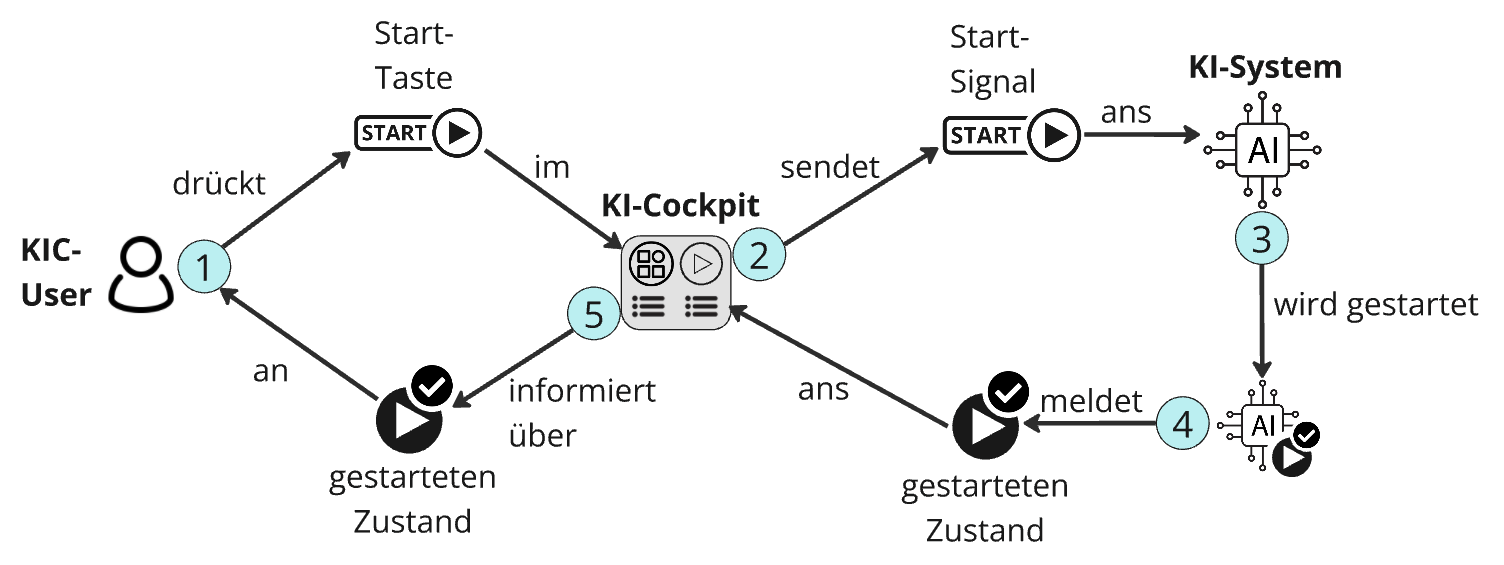 KIC-
User
1
drückt
Start-
Taste
START
im
KI-Cockpit
2
sendet
Start-
Signal
START
ans
KI-System
AI
3
wird gestartet
AI
4
meldet
gestarteten
Zustand
ans
5
informiert
über
gestarteten
Zustand
an